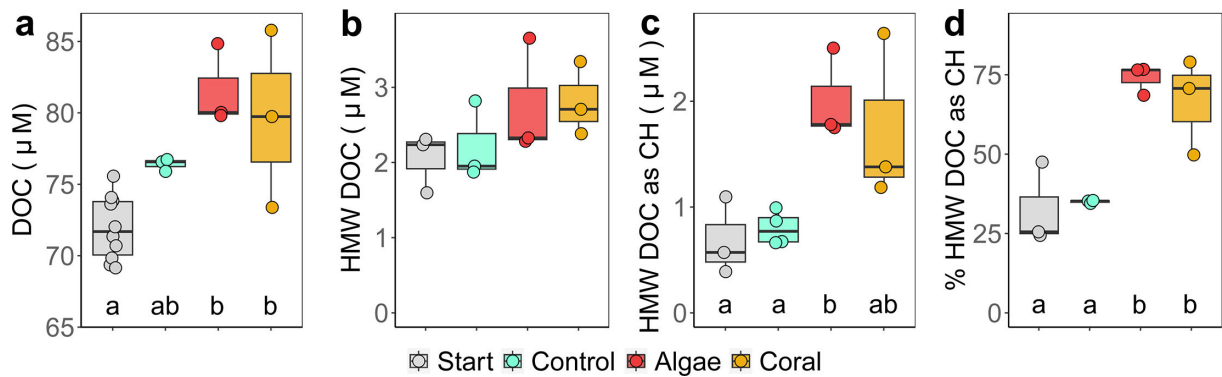 a
DOC ( μ M)
85
80
75
70
65
a ab b b
b
HMW DOC ( μ M)
3
2
1
0
c
HMW DOC as CH ( μ M )
2
1
0
a a b ab
d
% HMW DOC as CH
75
50
25
0
a a b b
Start Control Algae Coral